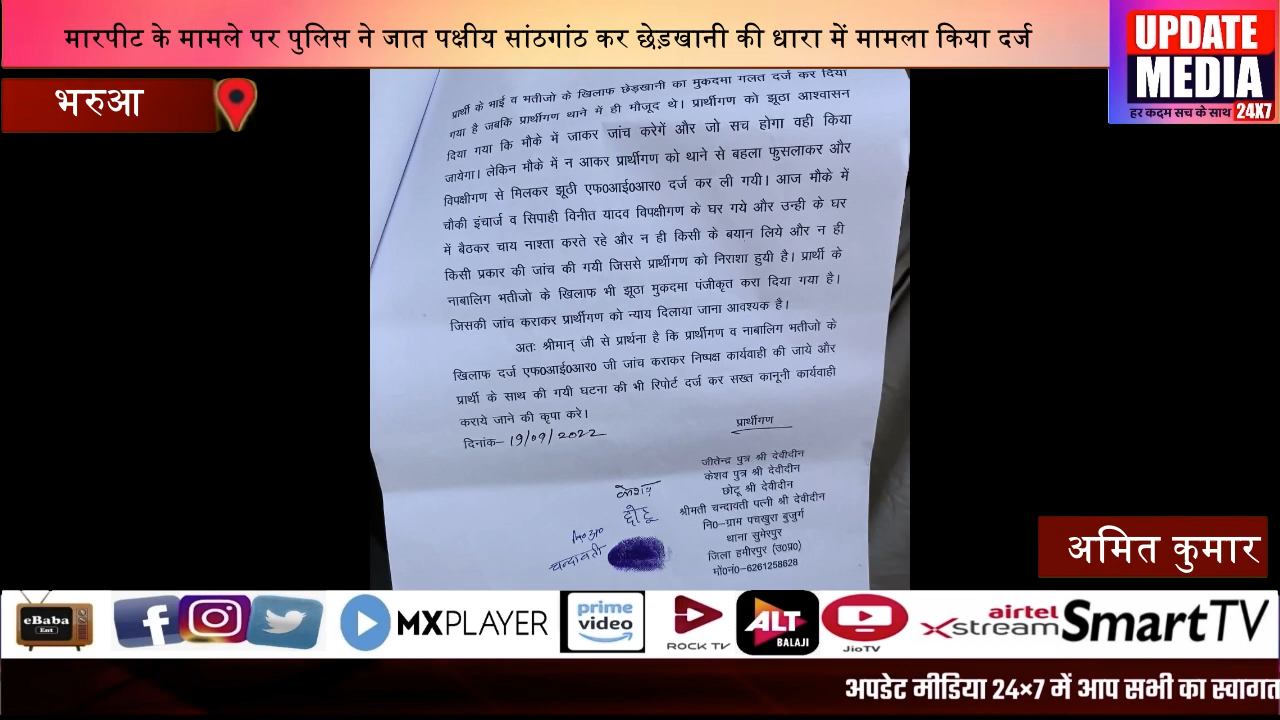 मारपीट के मामले पर पुलिस ने जात पक्षीय सांठगांठ कर छेड़खानी की धारा में मामला किया दर्ज
UPDATE
MEDIA
हर कदम सच के साथ 24X7
भरुआ
प्रार्थी के भाई व भतीजो के खिलाफ छेड़खानी का मुकदमा गलत दर्ज कर दिया
गया है जबकि प्रार्थीगण थाने में ही मौजूद थे। प्रार्थीगण को झूठा आश्वासन
दिया गया कि मौके में जाकर जांच करेगें और जो सच होगा वही किया
जायेगा। लेकिन मौके में न आकर प्रार्थीगण को थाने से बहला फुसलाकर और
विपक्षीगण से मिलकर झूठी एफ0आई0आर0 दर्ज कर ली गयी। आज मौके में
चौकी इंचार्ज व सिपाही विनीत यादव विपक्षीगण के घर गये और उन्ही के घर
में बैठकर चाय नाश्ता करते रहे और न ही किसी के बयान लिये और न ही
किसी प्रकार की जांच की गयी जिससे प्रार्थीगण को निराशा हुयी है। प्रार्थी के
नाबालिग भतीजो के खिलाफ भी झूठा मुकदमा पंजीकृत करा दिया गया है।
जिसकी जांच कराकर प्रार्थीगण को न्याय दिलाया जाना आवश्यक है।
अतः श्रीमान् जी से प्रार्थना है कि प्रार्थीगण व नाबालिग भतीजो के
खिलाफ दर्ज एफ0आई0आर0 जी जांच कराकर निष्पक्ष कार्यवाही की जाये और
प्रार्थी के साथ की गयी घटना की भी रिपोर्ट दर्ज कर सख्त कानूनी कार्यवाही
कराये जाने की कृपा करे।
दिनांक– 19/09/2022
प्रार्थीगण
जीतेन्द्र पुत्र श्री देवीदीन
केशव पुत्र श्री देवीदीन
छोटू श्री देवीदीन
श्रीमती चन्दावती पत्नी श्री देवीदीन
नि0–ग्राम पचखुरा बुजुर्ग
थाना सुमेरपुर
जिला हमीरपुर (उ0प्र0)
मों0नं0–6261258628
केशव
चन्दावती
अमित कुमार
eBaba
Ent
MXPLAYER
prime
video
ROCK TV
ALT
BALAJI
JioTV
airtel
Xstream
SmartTV
अपडेट मीडिया 24×7 में आप सभी का स्वागत